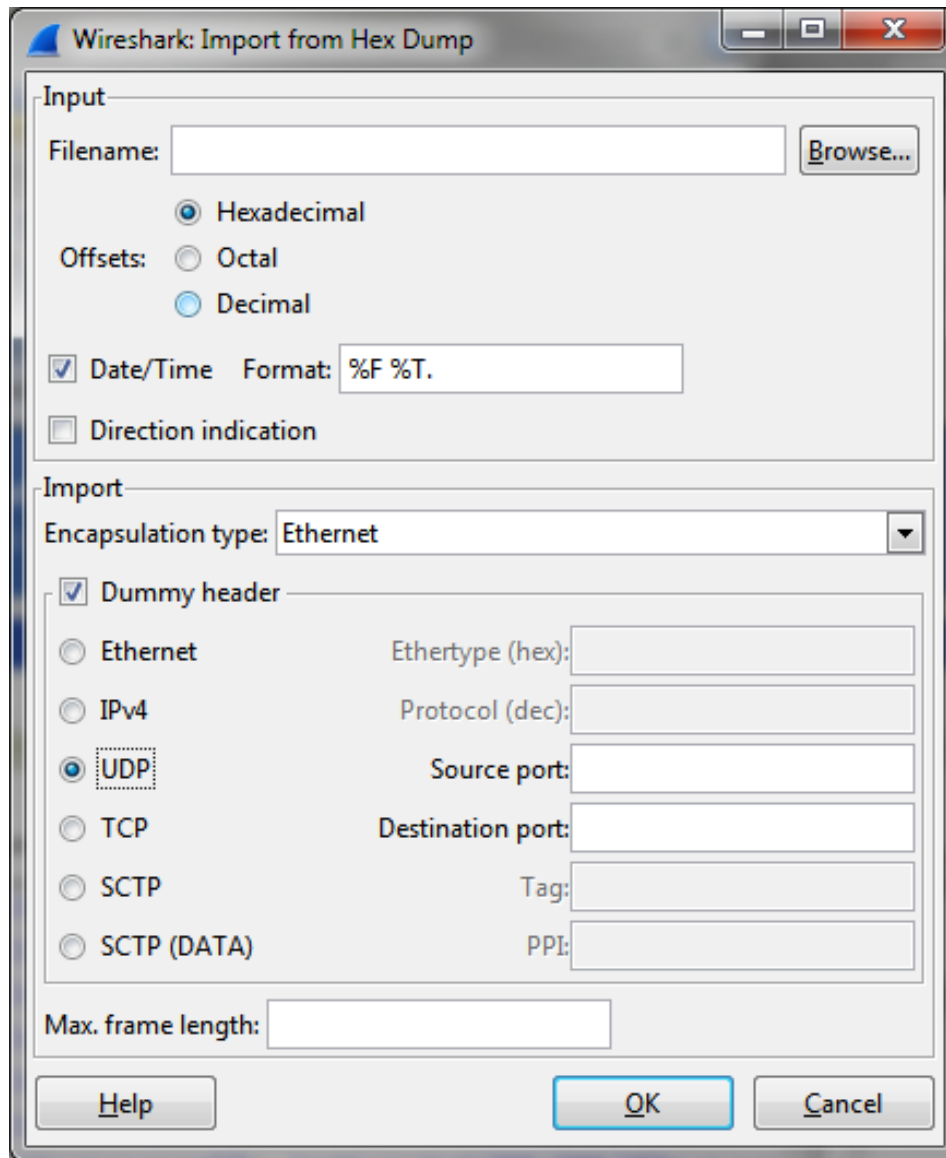 Wireshark: Import from Hex Dump
Input
Filename: Browse...
Hexadecimal
Offsets: Octal
Decimal
Date/Time Format: %F %T.
Direction indication
Import
Encapsulation type: Ethernet
Dummy header
Ethernet Ethertype (hex):
IPv4 Protocol (dec):
UDP Source port:
TCP Destination port:
SCTP Tag:
SCTP (DATA) PPI:
Max. frame length:
Help OK Cancel